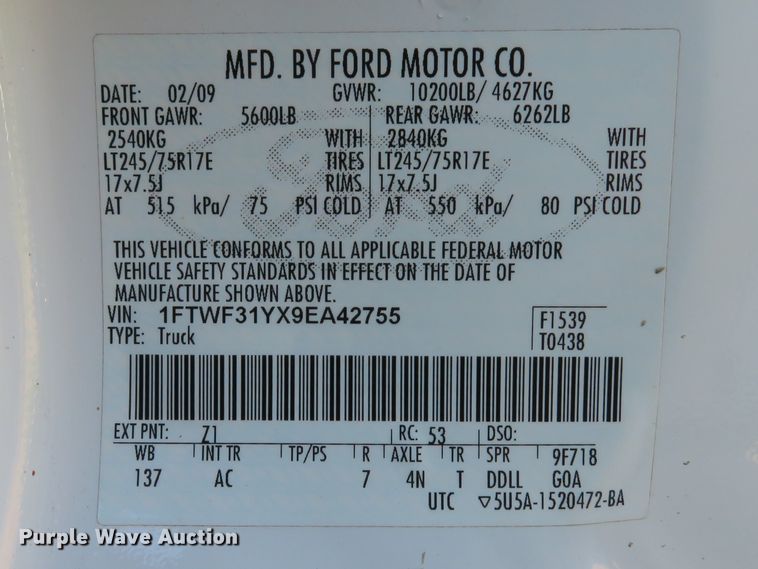 MFD. BY FORD MOTOR CO.
DATE: 02/09 GVWR: 10200LB/ 4627KG
FRONT GAWR: 5600LB REAR GAWR: 6262LB
2540KG WITH 2840KG WITH
LT245/75R17E TIRES LT245/75R17E TIRES
17x7.5J RIMS 17x7.5J RIMS
AT 515 kPa/ 75 PSI COLD AT 550 kPa/ 80 PSI COLD
THIS VEHICLE CONFORMS TO ALL APPLICABLE FEDERAL MOTOR
VEHICLE SAFETY STANDARDS IN EFFECT ON THE DATE OF
MANUFACTURE SHOWN ABOVE.
VIN: 1FTWF31YX9EA42755 F1539
TYPE: Truck T0438
EXT PNT: Z1 RC: 53 DSO:
WB INT TR TP/PS R AXLE TR SPR 9F718
137 AC 7 4N T DDLL GOA
UTC ▽5U5A-1520472-BA
Purple Wave Auction